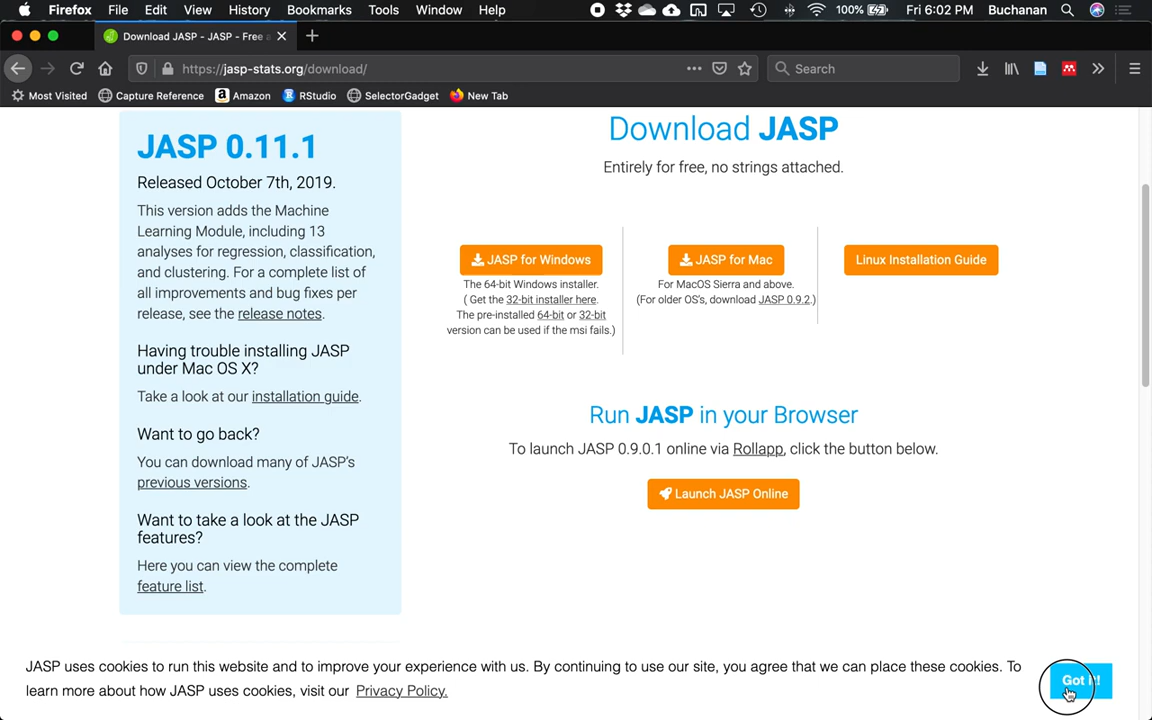 Firefox File Edit View History Bookmarks Tools Window Help 100% Fri 6:02 PM Buchanan
Download JASP - JASP - Free a
https://jasp-stats.org/download/ Search
Most Visited Capture Reference Amazon RStudio SelectorGadget New Tab
JASP 0.11.1
Released October 7th, 2019.
This version adds the Machine
Learning Module, including 13
analyses for regression, classification,
and clustering. For a complete list of
all improvements and bug fixes per
release, see the release notes.
Having trouble installing JASP
under Mac OS X?
Take a look at our installation guide.
Want to go back?
You can download many of JASP's
previous versions.
Want to take a look at the JASP
features?
Here you can view the complete
feature list.
Download JASP
Entirely for free, no strings attached.
JASP for Windows
The 64-bit Windows installer.
( Get the 32-bit installer here.
The pre-installed 64-bit or 32-bit
version can be used if the msi fails.)
JASP for Mac
For MacOS Sierra and above.
(For older OS's, download JASP 0.9.2.)
Linux Installation Guide
Run JASP in your Browser
To launch JASP 0.9.0.1 online via Rollapp, click the button below.
Launch JASP Online
JASP uses cookies to run this website and to improve your experience with us. By continuing to use our site, you agree that we can place these cookies. To
learn more about how JASP uses cookies, visit our Privacy Policy.
Got it!